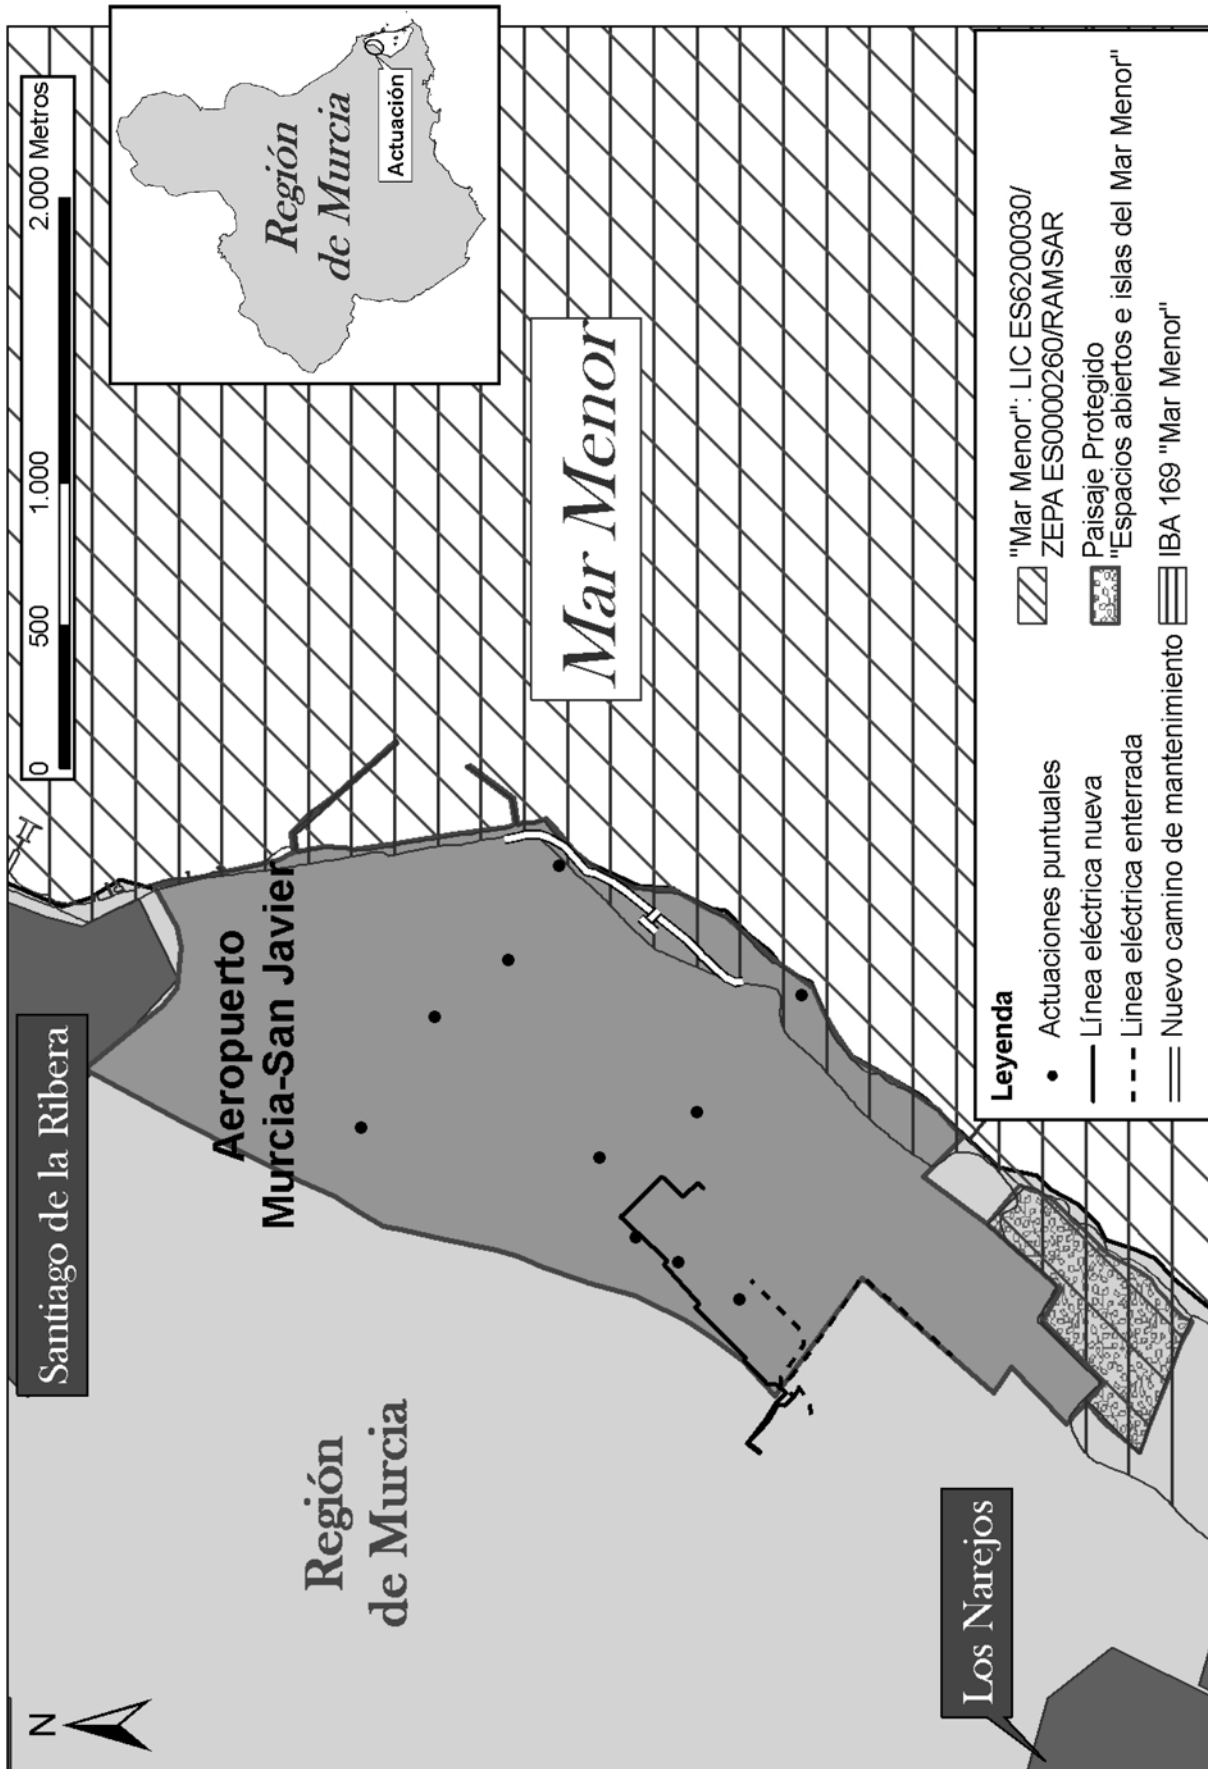 N
Santiago de la Ribera
0 500 1.000 2.000 Metros
Región
de Murcia
Actuación
Aeropuerto
Murcia-San Javier
Región
de Murcia
Mar Menor
Los Narejos
Leyenda
Actuaciones puntuales
Línea eléctrica nueva
Linea eléctrica enterrada
Nuevo camino de mantenimiento
"Mar Menor": LIC ES6200030/
ZEPA ES0000260/RAMSAR
Paisaje Protegido
"Espacios abiertos e islas del Mar Menor"
IBA 169 "Mar Menor"